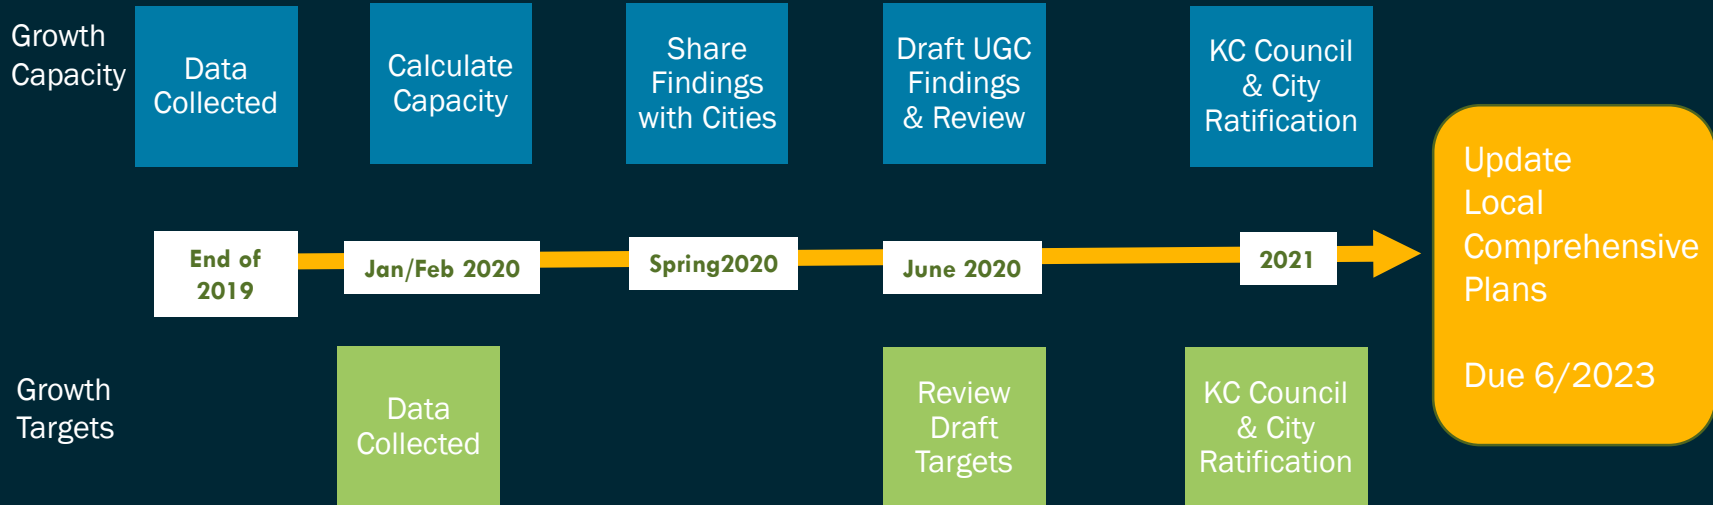 Growth
Capacity
Data
Collected
Calculate
Capacity
Share
Findings
with Cities
Draft UGC
Findings
& Review
KC Council
& City
Ratification
End of
2019
Jan/Feb 2020
Spring2020
June 2020
2021
Update
Local
Comprehensive
Plans
Due 6/2023
Growth
Targets
Data
Collected
Review
Draft
Targets
KC Council
& City
Ratification